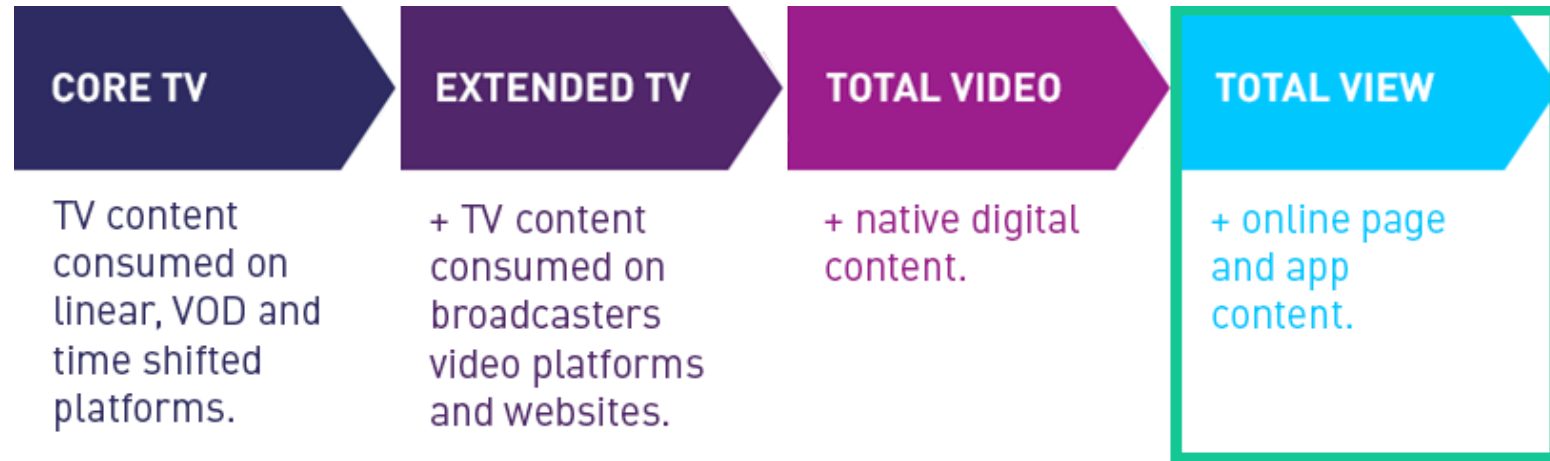 CORE TV
TV content
consumed on
linear, VOD and
time shifted
platforms.
EXTENDED TV
+ TV content
consumed on
broadcasters
video platforms
and websites.
TOTAL VIDEO
+ native digital
content.
TOTAL VIEW
+ online page
and app
content.